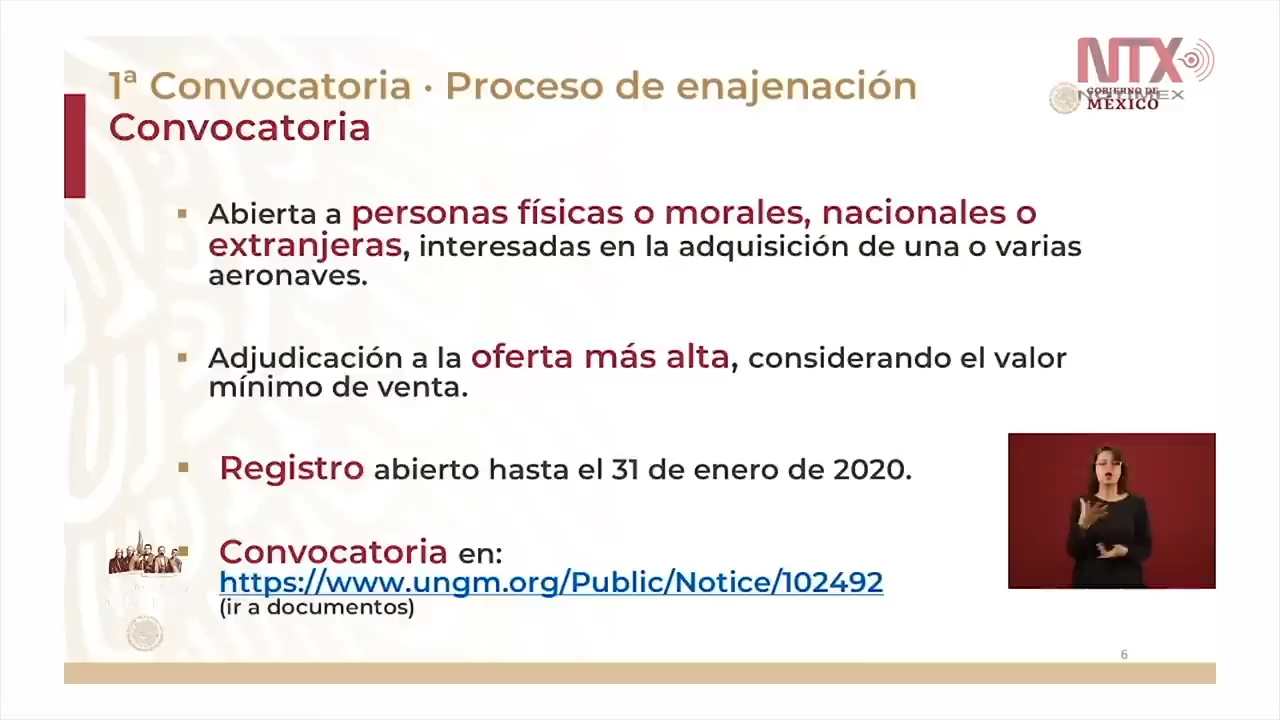 1ª Convocatoria · Proceso de enajenación
Convocatoria
NTX
NOTIMEX
GOBIERNO DE
MÉXICO
▪ Abierta a personas físicas o morales, nacionales o
extranjeras, interesadas en la adquisición de una o varias
aeronaves.
▪ Adjudicación a la oferta más alta, considerando el valor
mínimo de venta.
▪ Registro abierto hasta el 31 de enero de 2020.
▪ Convocatoria en:
https://www.ungm.org/Public/Notice/102492
(ir a documentos)
6